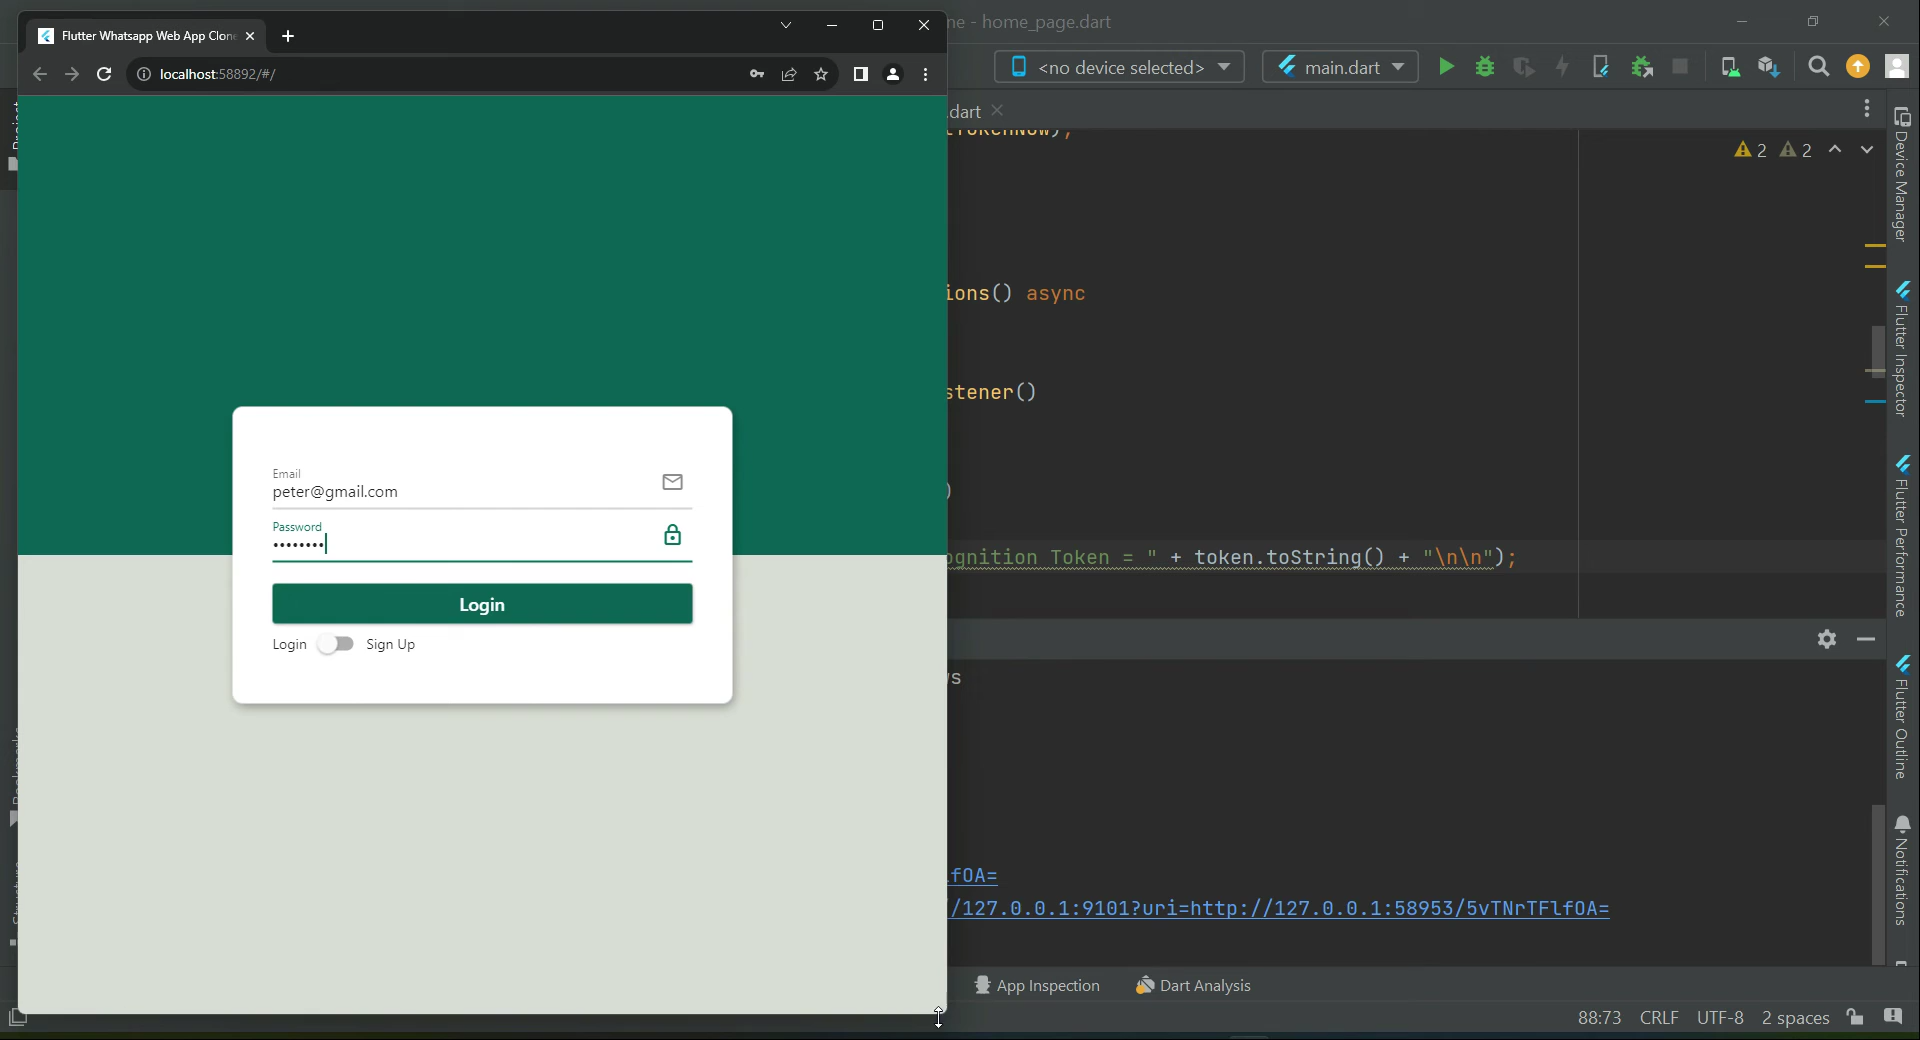 Flutter Whatsapp Web App Clone
localhost:58892/#/
ne - home_page.dart
<no device selected>
main.dart
.dart
2 2
ions() async
stener()
)
ognition Token = " + token.toString() + "\n\n");
Email
peter@gmail.com
Password
••••••••
Login
Login Sign Up
/127.0.0.1:9101?uri=http://127.0.0.1:58953/5vTNrTFlfOA=
lfOA=
App Inspection
Dart Analysis
88:73 CRLF UTF-8 2 spaces
Device Manager
Flutter Inspector
Flutter Performance
Flutter Outline
Notifications